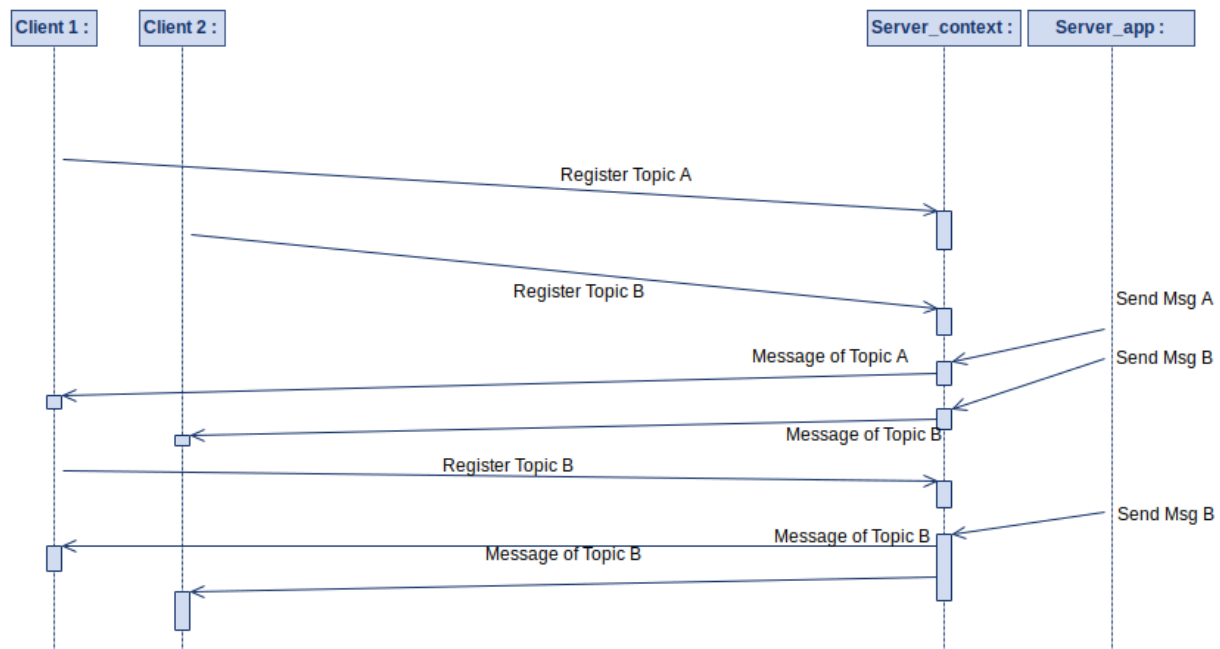 Client 1 :
Client 2 :
Server_context :
Server_app :
Register Topic A
Register Topic B
Send Msg A
Message of Topic A
Send Msg B
Message of Topic B
Register Topic B
Send Msg B
Message of Topic B
Message of Topic B